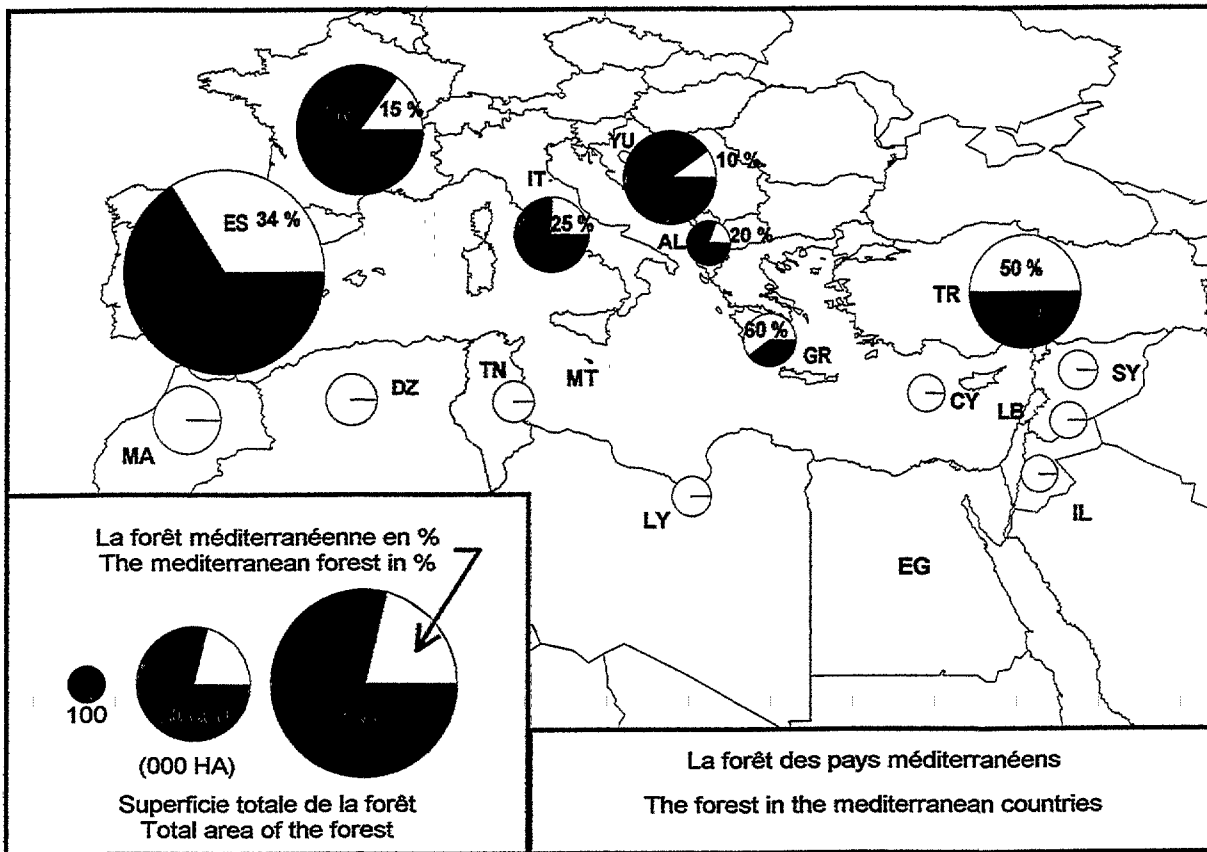 15 %
YU
10 %
IT
ES 34 %
25 %
AL
20 %
50 %
TR
60 %
GR
TN
MT
DZ
SY
CY
LB
MA
LY
IL
EG
La forêt méditerranéenne en %
The mediterranean forest in %
100
(000 HA)
Superficie totale de la forêt
Total area of the forest
La forêt des pays méditerranéens
The forest in the mediterranean countries